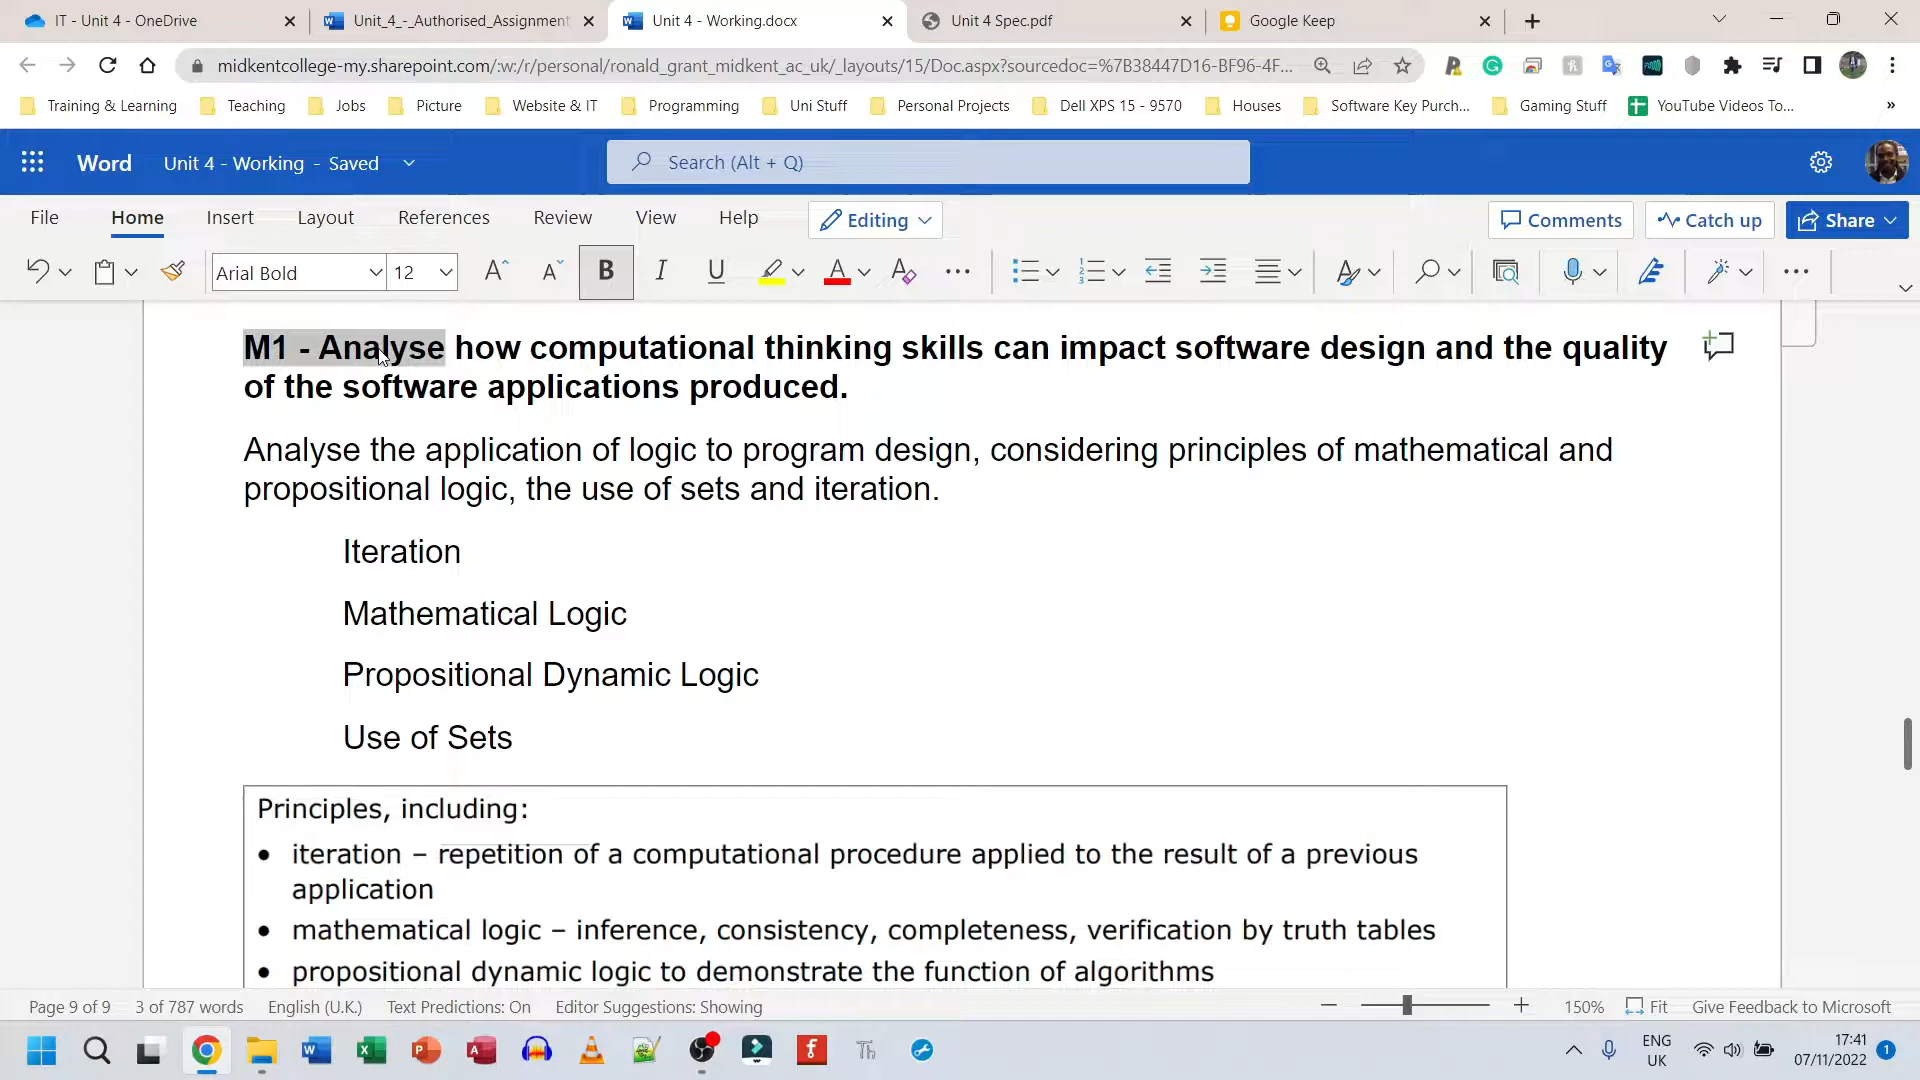 IT - Unit 4 - OneDrive
Unit_4_-_Authorised_Assignment
Unit 4 - Working.docx
Unit 4 Spec.pdf
Google Keep
midkentcollege-my.sharepoint.com/:w:/r/personal/ronald_grant_midkent_ac_uk/_layouts/15/Doc.aspx?sourcedoc=%7B38447D16-BF96-4F...
Training & Learning
Teaching
Jobs
Picture
Website & IT
Programming
Uni Stuff
Personal Projects
Dell XPS 15 - 9570
Houses
Software Key Purch...
Gaming Stuff
YouTube Videos To...
Word
Unit 4 - Working - Saved
Search (Alt + Q)
File
Home
Insert
Layout
References
Review
View
Help
Editing
Comments
Catch up
Share
Arial Bold
12
M1 - Analyse how computational thinking skills can impact software design and the quality
of the software applications produced.
Analyse the application of logic to program design, considering principles of mathematical and
propositional logic, the use of sets and iteration.
Iteration
Mathematical Logic
Propositional Dynamic Logic
Use of Sets
Principles, including:
• iteration – repetition of a computational procedure applied to the result of a previous
application
• mathematical logic – inference, consistency, completeness, verification by truth tables
• propositional dynamic logic to demonstrate the function of algorithms
Page 9 of 9
3 of 787 words
English (U.K.)
Text Predictions: On
Editor Suggestions: Showing
150%
Fit
Give Feedback to Microsoft
ENG
UK
17:41
07/11/2022
1